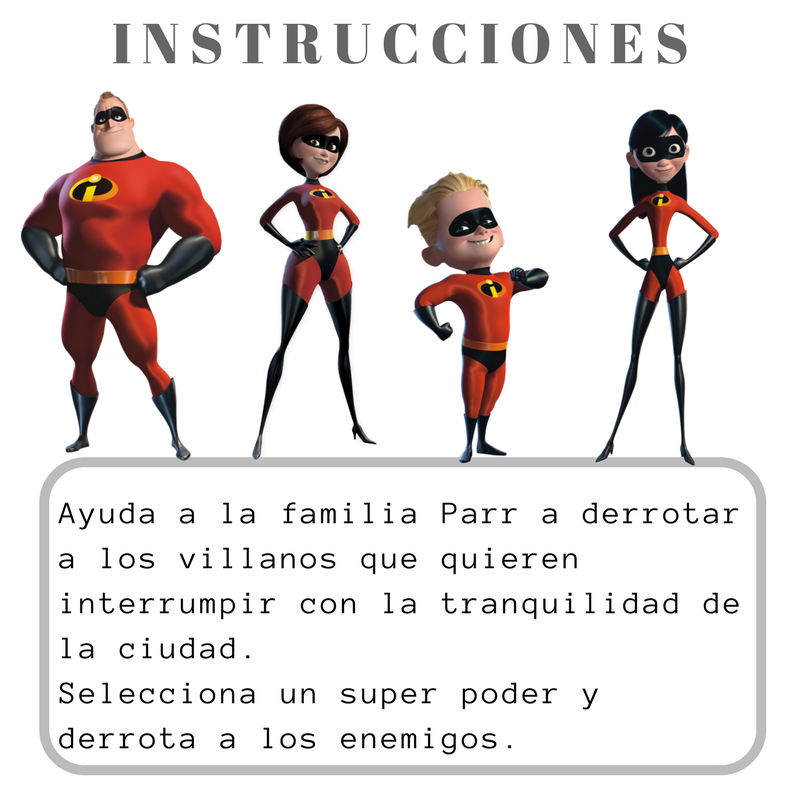 INSTRUCCIONES
Ayuda a la familia Parr a derrotar
a los villanos que quieren
interrumpir con la tranquilidad de
la ciudad.
Selecciona un super poder y
derrota a los enemigos.